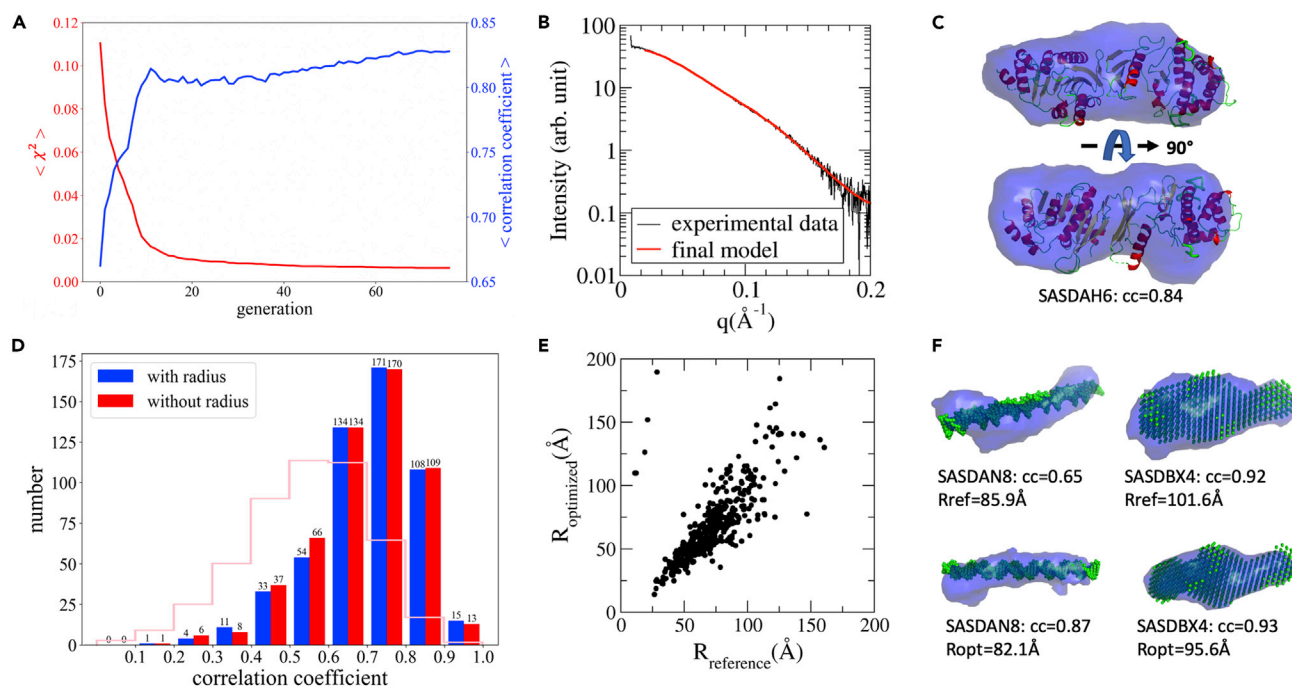 A
0.12
0.10
0.08
0.06
0.04
0.02
0.00
< χ² >
0.85
0.80
0.75
0.70
0.65
< correlation coefficient >
0
20
40
60
generation
B
Intensity (arb. unit)
10
1
0.1
0.01
experimental data
final model
0
0.1
0.2
q(Å⁻¹)
C
90°
SASDAH6: cc=0.84
D
number
175
150
125
100
75
50
25
0
with radius
without radius
0 0
1 1
4 6
11 8
33 37
54 66
134 134
171 170
108 109
15 13
0.1 0.2 0.3 0.4 0.5 0.6 0.7 0.8 0.9 1.0
correlation coefficient
E
Roptimized(Å)
200
150
100
50
0
0 50 100 150 200
Rreference(Å)
F
SASDAN8: cc=0.65
Rref=85.9Å
SASDBX4: cc=0.92
Rref=101.6Å
SASDAN8: cc=0.87
Ropt=82.1Å
SASDBX4: cc=0.93
Ropt=95.6Å